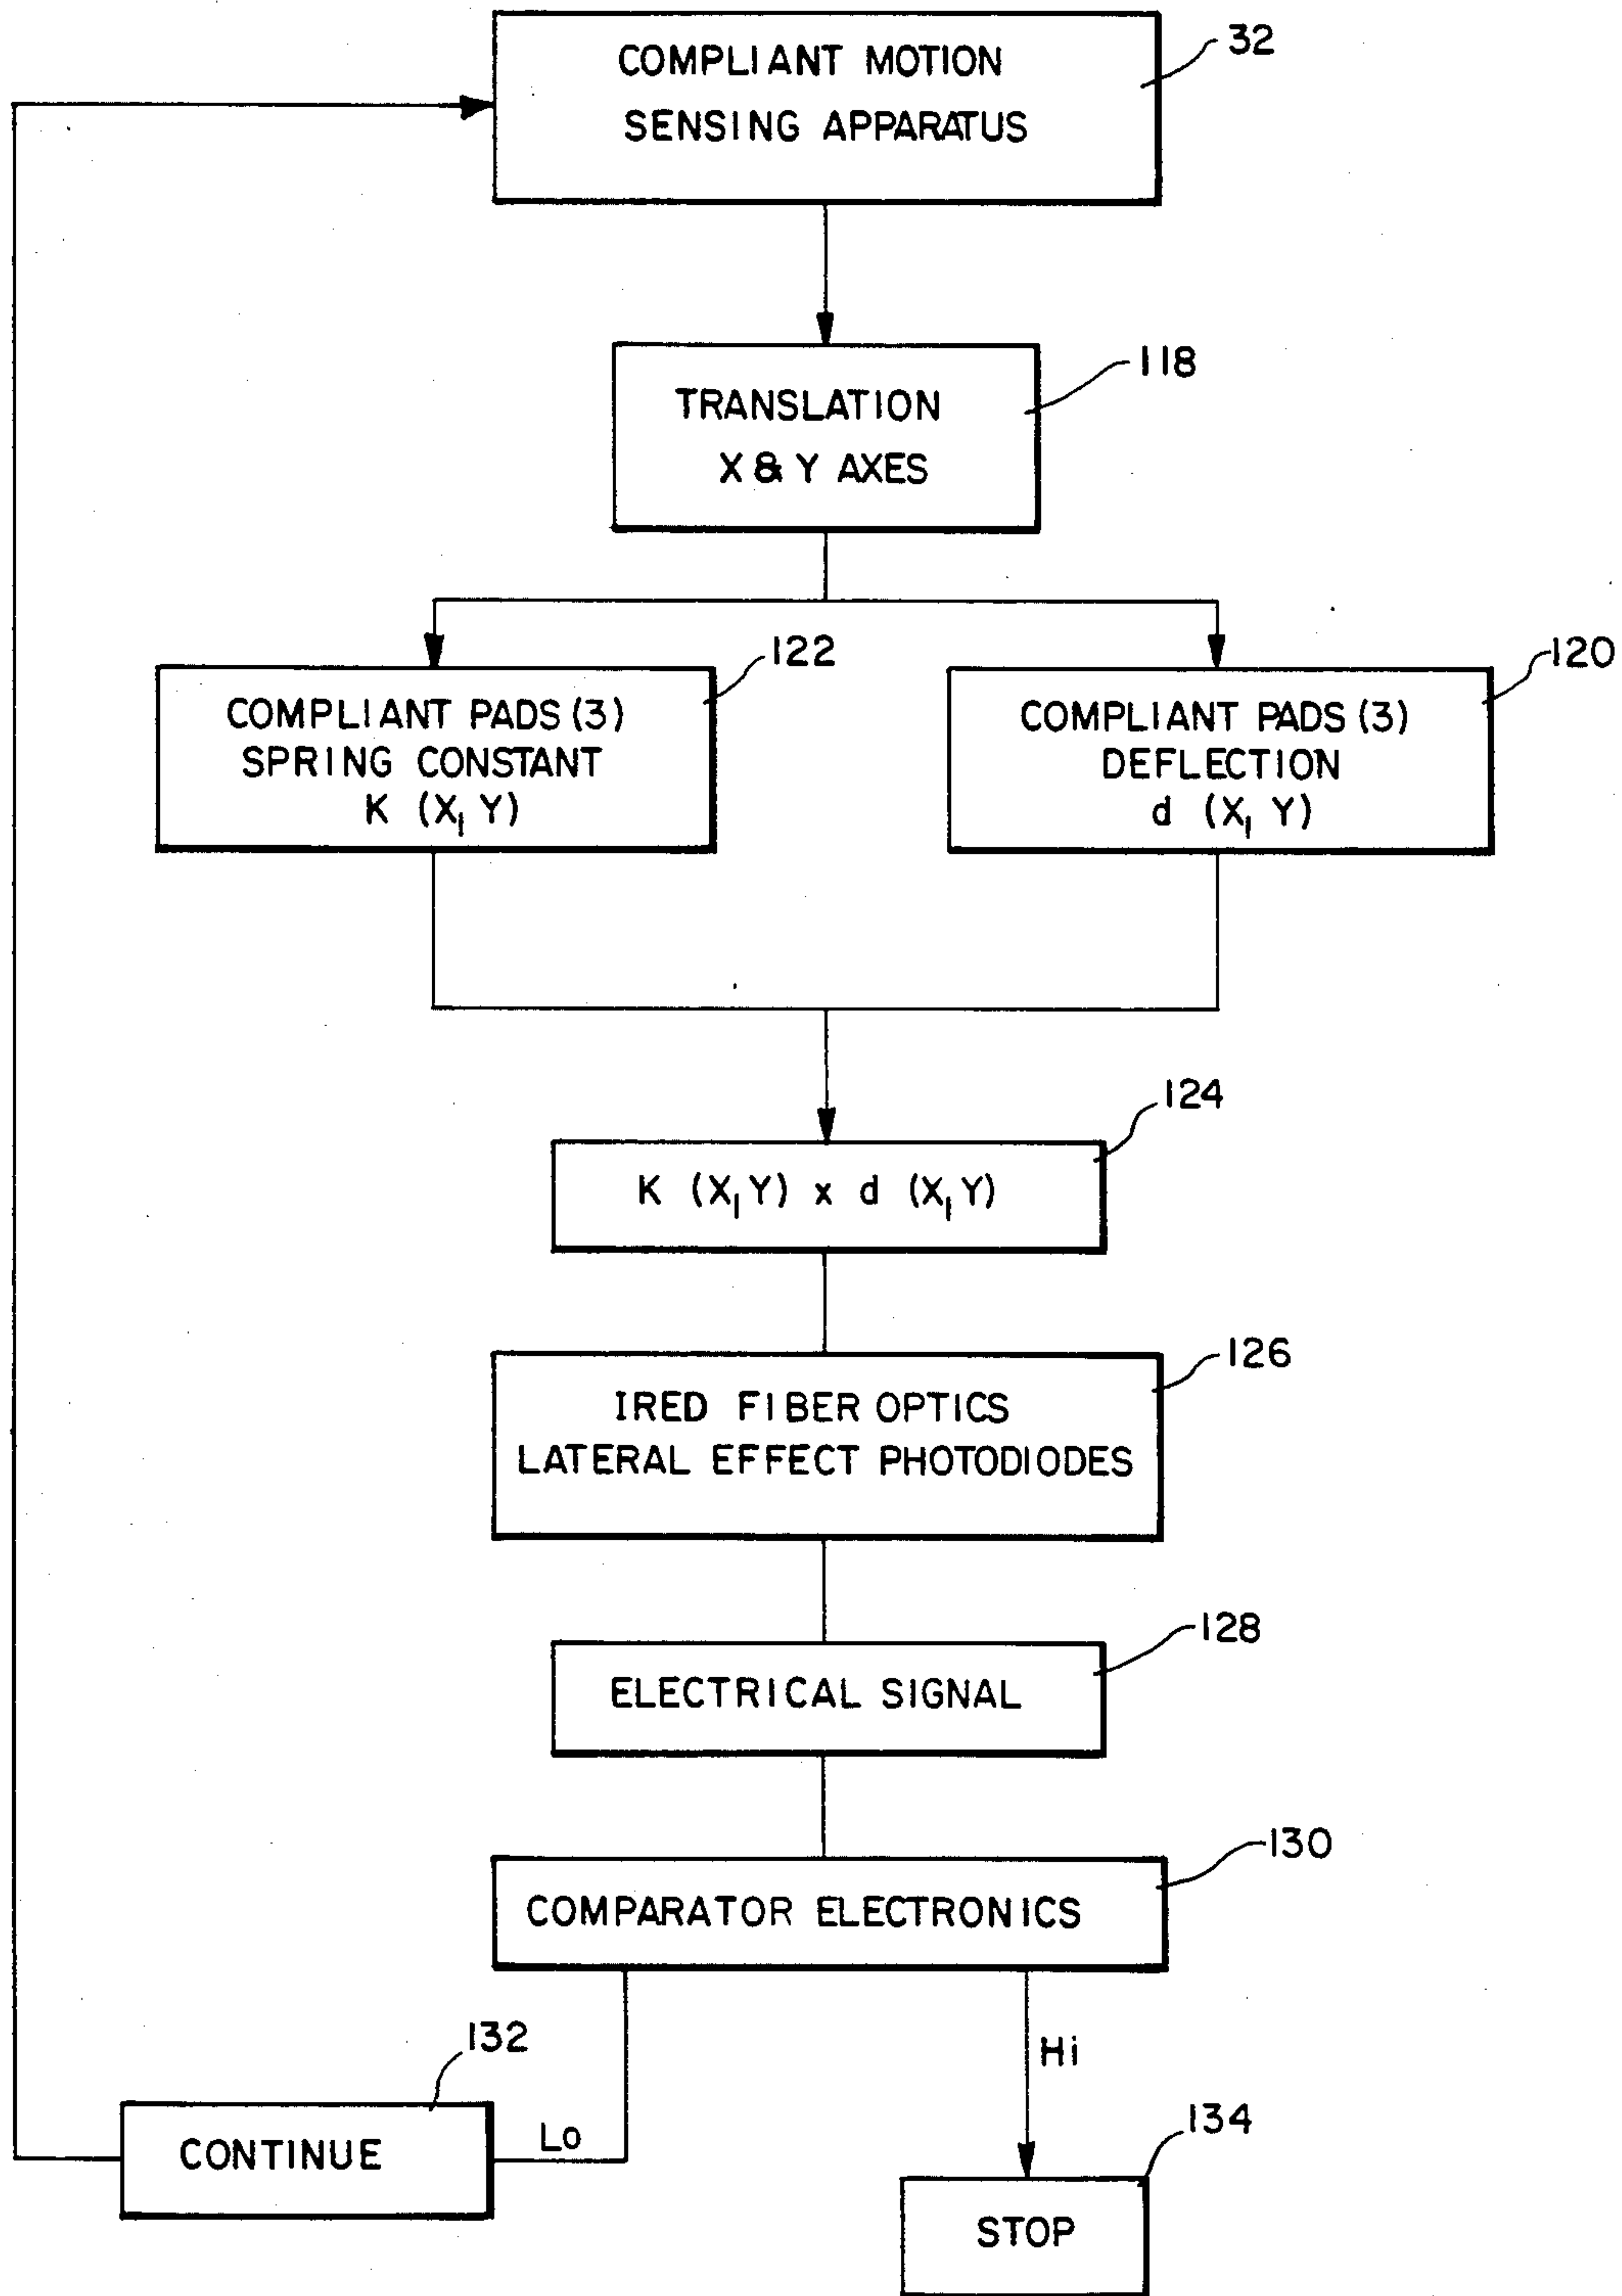 COMPLIANT MOTION
SENSING APPARATUS
32
TRANSLATION
X & Y AXES
118
COMPLIANT PADS (3)
SPRING CONSTANT
K (X, Y)
122
COMPLIANT PADS (3)
DEFLECTION
d (X, Y)
120
K (X, Y) x d (X, Y)
124
IRED FIBER OPTICS
LATERAL EFFECT PHOTODIODES
126
ELECTRICAL SIGNAL
128
COMPARATOR ELECTRONICS
130
Hi
Lo
CONTINUE
132
STOP
134